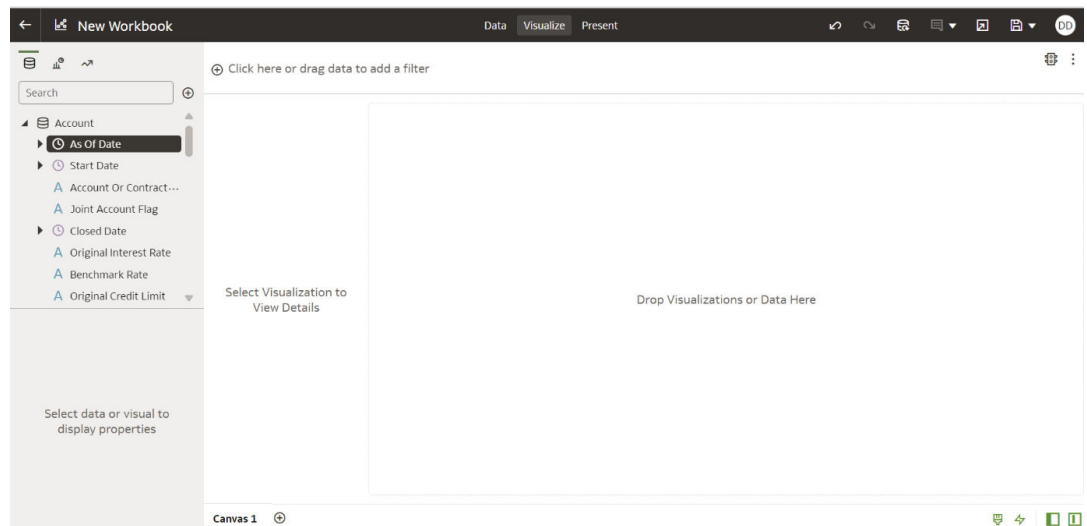 New Workbook
Data Visualize Present
DD
Click here or drag data to add a filter
Search
Account
As Of Date
Start Date
A Account Or Contract...
A Joint Account Flag
Closed Date
A Original Interest Rate
A Benchmark Rate
A Original Credit Limit
Select Visualization to
View Details
Drop Visualizations or Data Here
Select data or visual to
display properties
Canvas 1